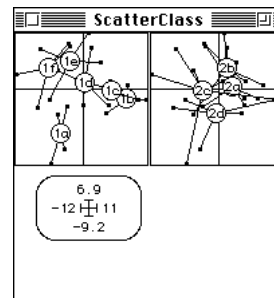 ScatterClass
1f 1e 1d 1c 1b 1a
2b 2a 2c 2d
6.9
-12 11
-9.2